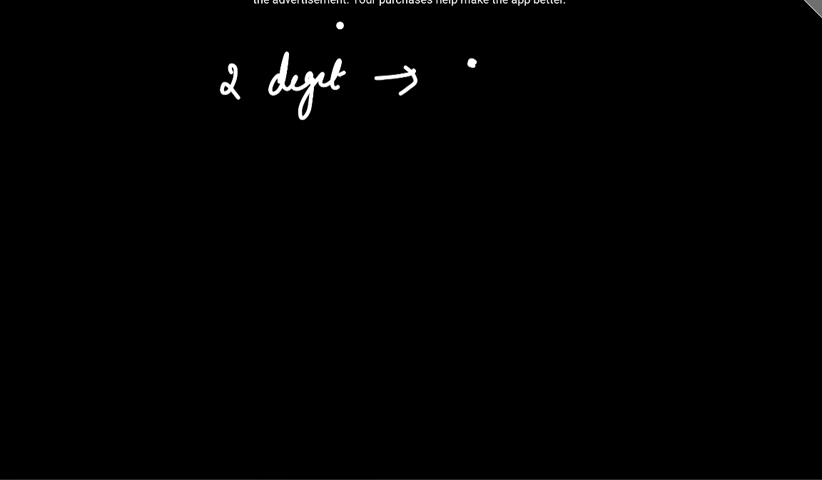 the advertisement. Your purchases help make the app better.
2 digit →